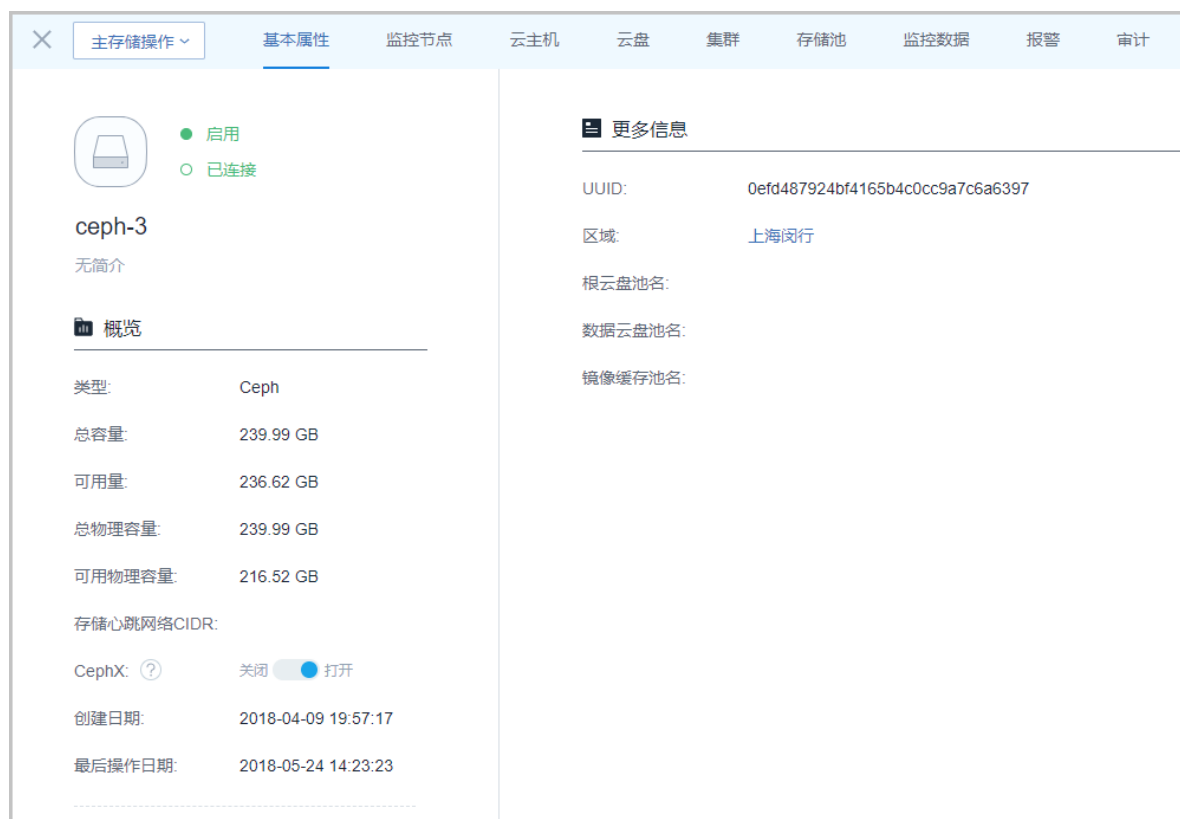 主存储操作 基本属性 监控节点 云主机 云盘 集群 存储池 监控数据 报警 审计
启用
已连接
ceph-3
无简介
概览
类型: Ceph
总容量: 239.99 GB
可用量: 236.62 GB
总物理容量: 239.99 GB
可用物理容量: 216.52 GB
存储心跳网络CIDR:
CephX: ? 关闭 打开
创建日期: 2018-04-09 19:57:17
最后操作日期: 2018-05-24 14:23:23
更多信息
UUID: 0efd487924bf4165b4c0cc9a7c6a6397
区域: 上海闵行
根云盘池名:
数据云盘池名:
镜像缓存池名: